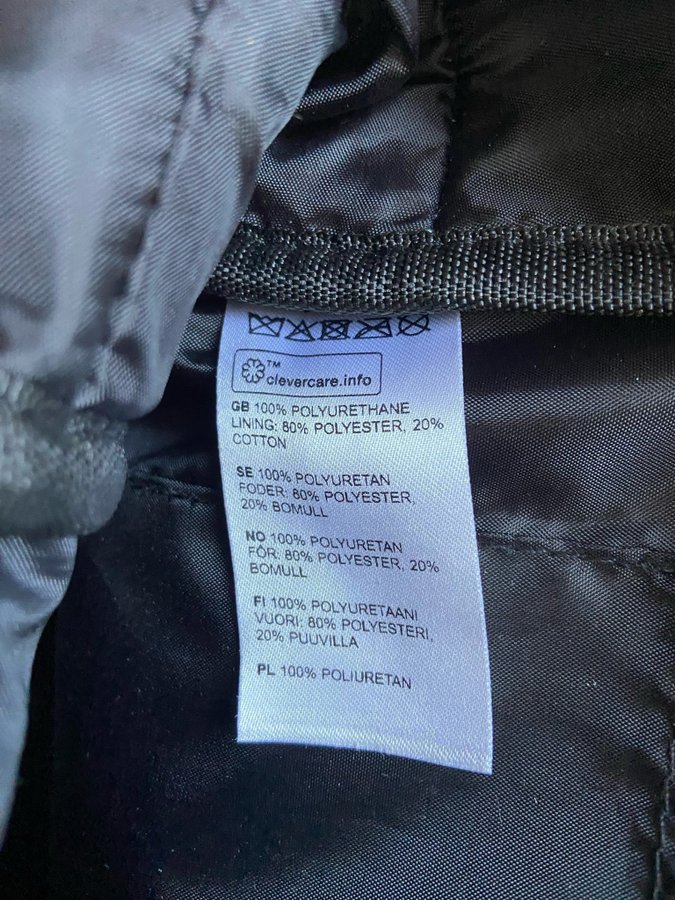 TM
clevercare.info
GB 100% POLYURETHANE
LINING: 80% POLYESTER, 20%
COTTON
SE 100% POLYURETAN
FODER: 80% POLYESTER,
20% BOMULL
NO 100% POLYURETAN
FÔR: 80% POLYESTER, 20%
BOMULL
FI 100% POLYURETAANI
VUORI: 80% POLYESTERI,
20% PUUVILLA
PL 100% POLIURETAN